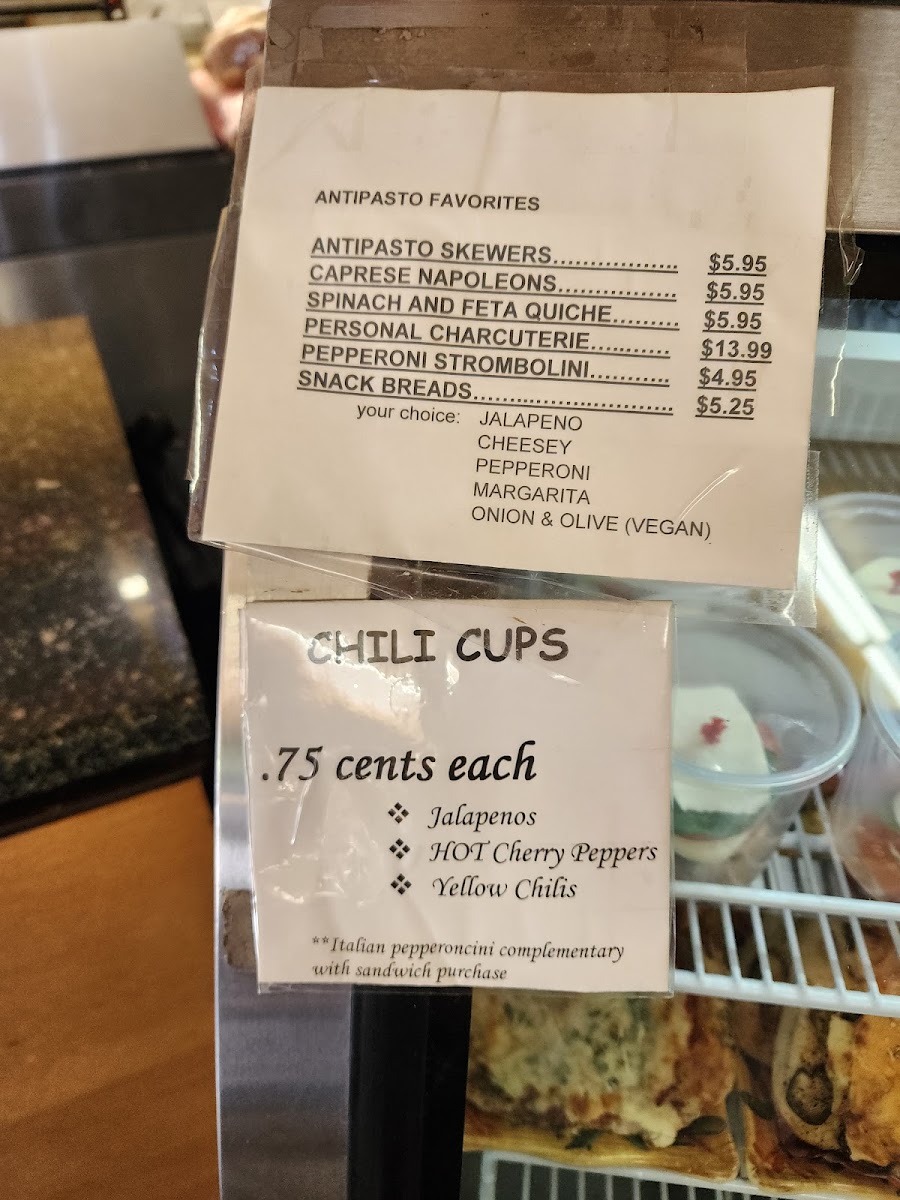 ANTIPASTO FAVORITES
ANTIPASTO SKEWERS.................. $5.95
CAPRESE NAPOLEONS................. $5.95
SPINACH AND FETA QUICHE......... $5.95
PERSONAL CHARCUTERIE........... $13.99
PEPPERONI STROMBOLINI............ $4.95
SNACK BREADS............................. $5.25
your choice: JALAPENO
CHEESEY
PEPPERONI
MARGARITA
ONION & OLIVE (VEGAN)
CHILI CUPS
.75 cents each
❖ Jalapenos
❖ HOT Cherry Peppers
❖ Yellow Chilis
**Italian pepperoncini complementary
with sandwich purchase